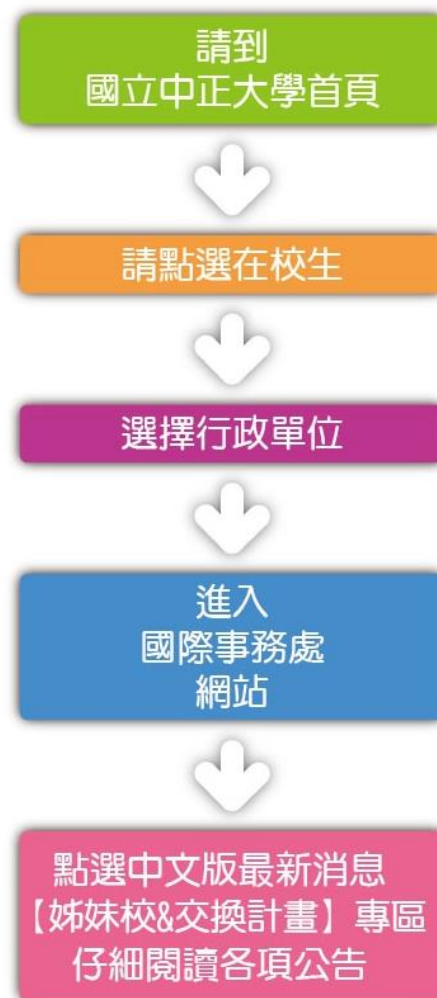 請到
國立中正大學首頁
請點選在校生
選擇行政單位
進入
國際事務處
網站
點選中文版最新消息
【姊妹校&交換計畫】專區
仔細閱讀各項公告